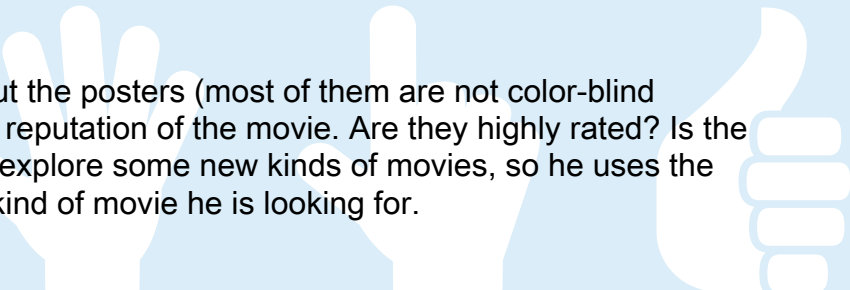 ut the posters (most of them are not color-blind
reputation of the movie. Are they highly rated? Is the
explore some new kinds of movies, so he uses the
kind of movie he is looking for.